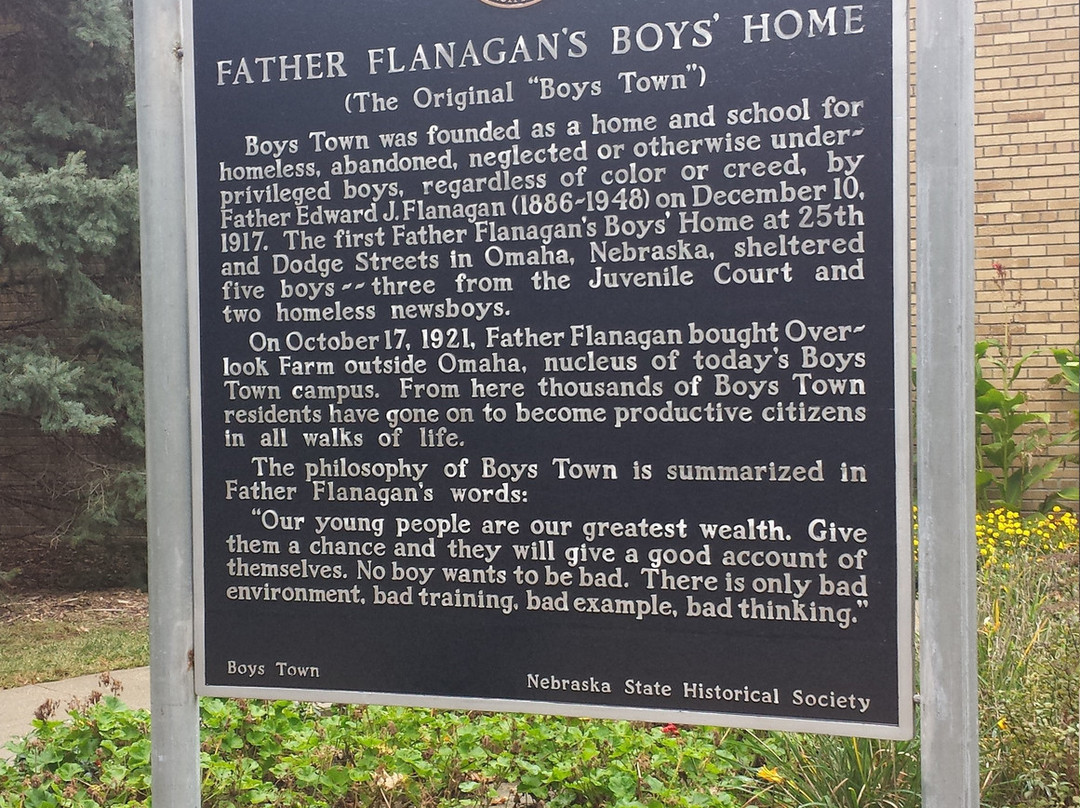 FATHER FLANAGAN'S BOYS' HOME
(The Original "Boys Town")
Boys Town was founded as a home and school for
homeless, abandoned, neglected or otherwise under-
privileged boys, regardless of color or creed, by
Father Edward J. Flanagan (1886-1948) on December 10,
1917. The first Father Flanagan's Boys' Home at 25th
and Dodge Streets in Omaha, Nebraska, sheltered
five boys -- three from the Juvenile Court and
two homeless newsboys.
On October 17, 1921, Father Flanagan bought Over-
look Farm outside Omaha, nucleus of today's Boys
Town campus. From here thousands of Boys Town
residents have gone on to become productive citizens
in all walks of life.
The philosophy of Boys Town is summarized in
Father Flanagan's words:
"Our young people are our greatest wealth. Give
them a chance and they will give a good account of
themselves. No boy wants to be bad. There is only bad
environment, bad training, bad example, bad thinking."
Boys Town
Nebraska State Historical Society